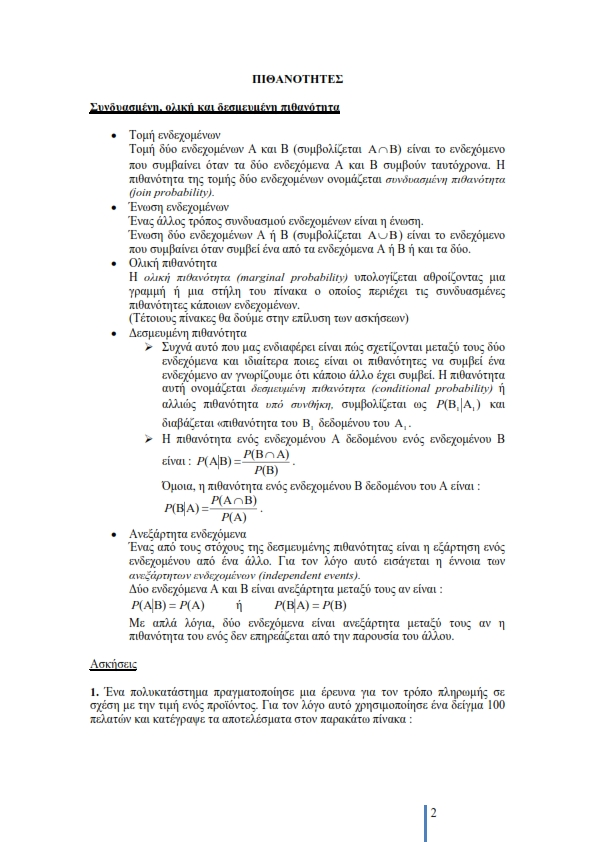 ΠΙΘΑΝΟΤΗΤΕΣ
Συνδυασμένη, ολική και δεσμευμένη πιθανότητα
• Τομή ενδεχομένων
Τομή δύο ενδεχομένων Α και Β (συμβολίζεται Α∩Β) είναι το ενδεχόμενο
που συμβαίνει όταν τα δύο ενδεχόμενα Α και Β συμβούν ταυτόχρονα. Η
πιθανότητα της τομής δύο ενδεχομένων ονομάζεται συνδυασμένη πιθανότητα
(join probability).
• Ένωση ενδεχομένων
Ένας άλλος τρόπος συνδυασμού ενδεχομένων είναι η ένωση.
Ένωση δύο ενδεχομένων Α ή Β (συμβολίζεται Α∪Β) είναι το ενδεχόμενο
που συμβαίνει όταν συμβεί ένα από τα ενδεχόμενα Α ή Β ή και τα δύο.
• Ολική πιθανότητα
Η ολική πιθανότητα (marginal probability) υπολογίζεται αθροίζοντας μια
γραμμή ή μια στήλη του πίνακα ο οποίος περιέχει τις συνδυασμένες
πιθανότητες κάποιων ενδεχομένων.
(Τέτοιους πίνακες θα δούμε στην επίλυση των ασκήσεων)
• Δεσμευμένη πιθανότητα
➢ Συχνά αυτό που μας ενδιαφέρει είναι πώς σχετίζονται μεταξύ τους δύο
ενδεχόμενα και ιδιαίτερα ποιες είναι οι πιθανότητες να συμβεί ένα
ενδεχόμενο αν γνωρίζουμε ότι κάποιο άλλο έχει συμβεί. Η πιθανότητα
αυτή ονομάζεται δεσμευμένη πιθανότητα (conditional probability) ή
αλλιώς πιθανότητα υπό συνθήκη, συμβολίζεται ως P(Β₁|Α₁) και
διαβάζεται «πιθανότητα του Β₁ δεδομένου του Α₁.
➢ Η πιθανότητα ενός ενδεχομένου Α δεδομένου ενός ενδεχομένου Β
είναι : P(Α|Β) = P(Β∩Α) / P(Β) .
Όμοια, η πιθανότητα ενός ενδεχομένου Β δεδομένου του Α είναι :
P(Β|Α) = P(Α∩Β) / P(Α) .
• Ανεξάρτητα ενδεχόμενα
Ένας από τους στόχους της δεσμευμένης πιθανότητας είναι η εξάρτηση ενός
ενδεχομένου από ένα άλλο. Για τον λόγο αυτό εισάγεται η έννοια των
ανεξάρτητων ενδεχομένων (independent events).
Δύο ενδεχόμενα Α και Β είναι ανεξάρτητα μεταξύ τους αν είναι :
P(Α|Β) = P(Α) ή P(Β|Α) = P(Β)
Με απλά λόγια, δύο ενδεχόμενα είναι ανεξάρτητα μεταξύ τους αν η
πιθανότητα του ενός δεν επηρεάζεται από την παρουσία του άλλου.
Ασκήσεις
1. Ένα πολυκατάστημα πραγματοποίησε μια έρευνα για τον τρόπο πληρωμής σε
σχέση με την τιμή ενός προϊόντος. Για τον λόγο αυτό χρησιμοποίησε ένα δείγμα 100
πελατών και κατέγραψε τα αποτελέσματα στον παρακάτω πίνακα :
2